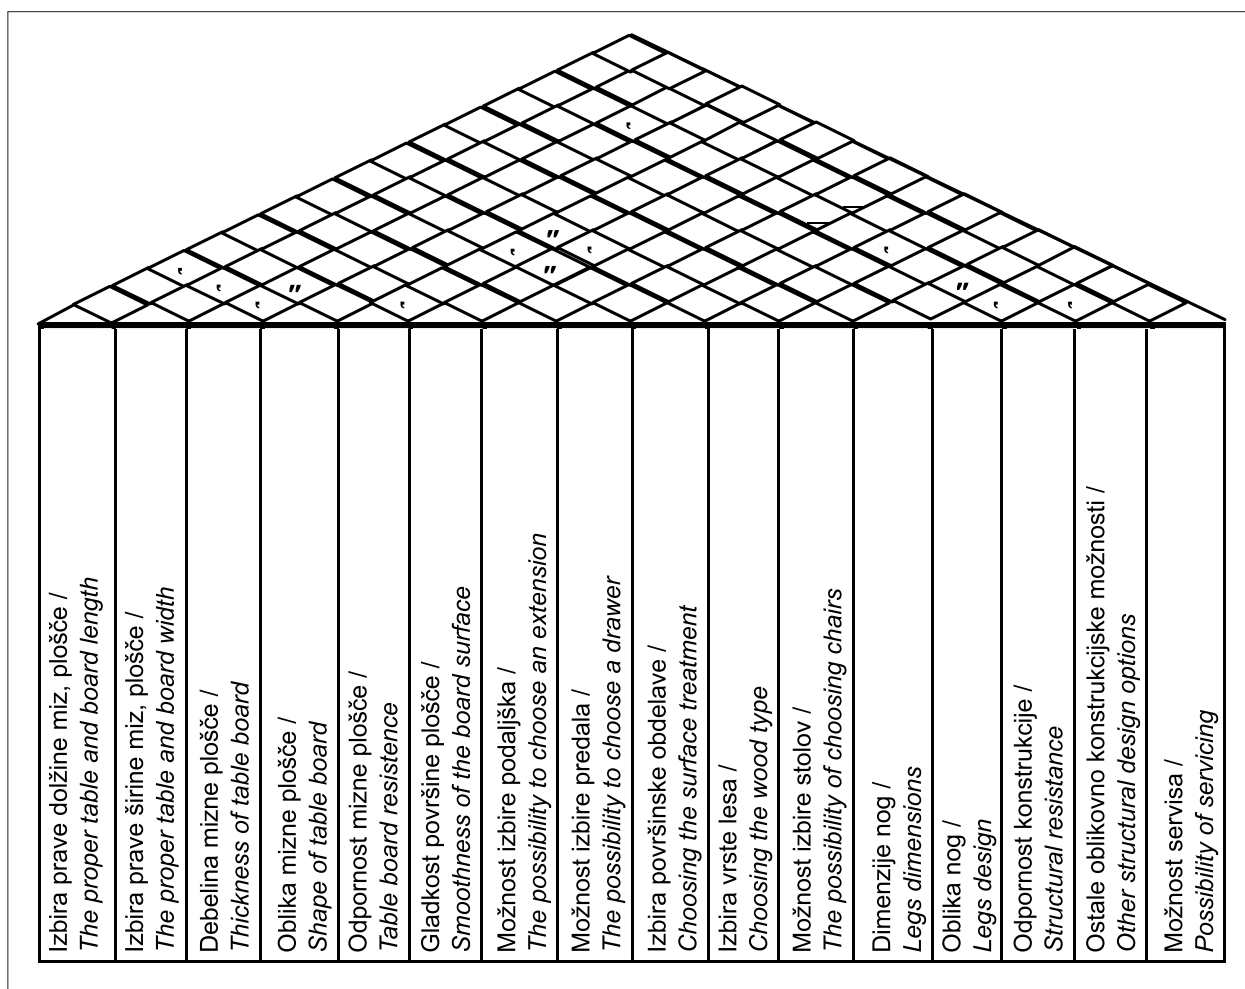 Izbira prave dolžine miz, plošče /
The proper table and board length
Izbira prave širine miz, plošče /
The proper table and board width
Debelina mizne plošče /
Thickness of table board
Oblika mizne plošče /
Shape of table board
Odpornost mizne plošče /
Table board resistence
Gladkost površine plošče /
Smoothness of the board surface
Možnost izbire podaljška /
The possibility to choose an extension
Možnost izbire predala /
The possibility to choose a drawer
Izbira površinske obdelave /
Choosing the surface treatment
Izbira vrste lesa /
Choosing the wood type
Možnost izbire stolov /
The possibility of choosing chairs
Dimenzije nog /
Legs dimensions
Oblika nog /
Legs design
Odpornost konstrukcije /
Structural resistance
Ostale oblikovno konstrukcijske možnosti /
Other structural design options
Možnost servisa /
Possibility of servicing